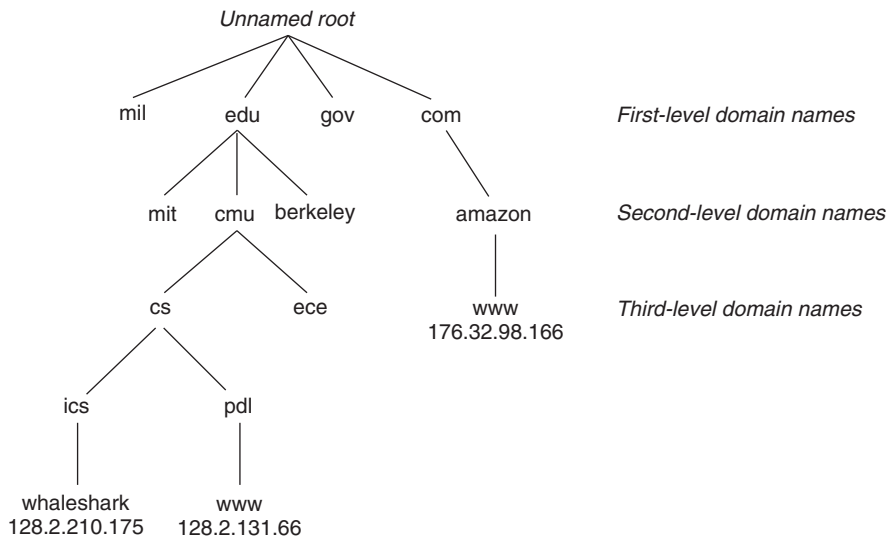 Unnamed root
mil edu gov com First-level domain names
mit cmu berkeley amazon Second-level domain names
cs ece www Third-level domain names
176.32.98.166
ics pdl
whaleshark www
128.2.210.175 128.2.131.66